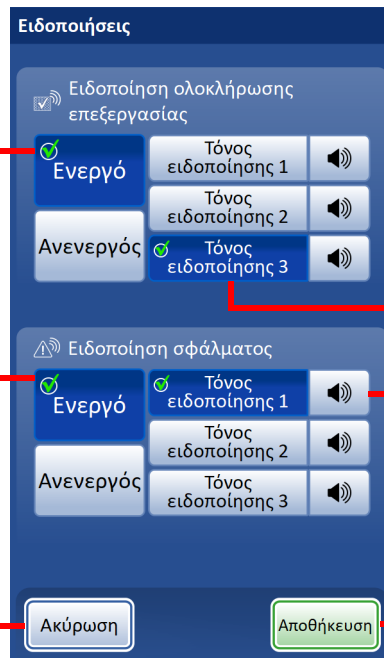 Ειδοποιήσεις
Ειδοποίηση ολοκλήρωσης
επεξεργασίας
Ενεργό
Ανενεργός
Τόνος
ειδοποίησης 1
Τόνος
ειδοποίησης 2
Τόνος
ειδοποίησης 3
Ειδοποίηση σφάλματος
Ενεργό
Ανενεργός
Τόνος
ειδοποίησης 1
Τόνος
ειδοποίησης 2
Τόνος
ειδοποίησης 3
Ακύρωση
Αποθήκευση